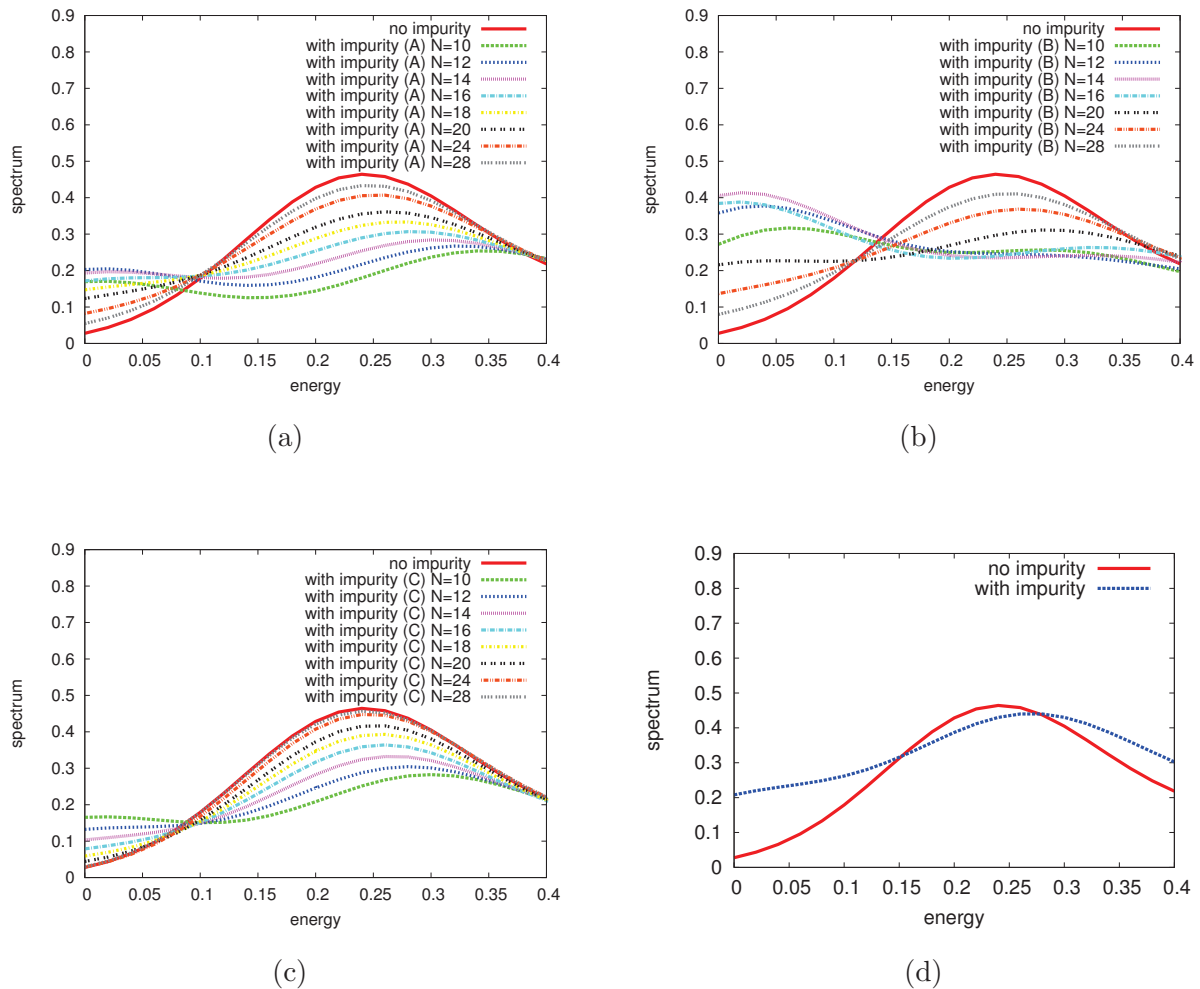 0.9
0.8
0.7
0.6
0.5
0.4
0.3
0.2
0.1
0
spectrum
no impurity
with impurity (A) N=10
with impurity (A) N=12
with impurity (A) N=14
with impurity (A) N=16
with impurity (A) N=18
with impurity (A) N=20
with impurity (A) N=24
with impurity (A) N=28
0 0.05 0.1 0.15 0.2 0.25 0.3 0.35 0.4
energy
(a)
0.9
0.8
0.7
0.6
0.5
0.4
0.3
0.2
0.1
0
spectrum
no impurity
with impurity (B) N=10
with impurity (B) N=12
with impurity (B) N=14
with impurity (B) N=16
with impurity (B) N=20
with impurity (B) N=24
with impurity (B) N=28
0 0.05 0.1 0.15 0.2 0.25 0.3 0.35 0.4
energy
(b)
0.9
0.8
0.7
0.6
0.5
0.4
0.3
0.2
0.1
0
spectrum
no impurity
with impurity (C) N=10
with impurity (C) N=12
with impurity (C) N=14
with impurity (C) N=16
with impurity (C) N=18
with impurity (C) N=20
with impurity (C) N=24
with impurity (C) N=28
0 0.05 0.1 0.15 0.2 0.25 0.3 0.35 0.4
energy
(c)
0.9
0.8
0.7
0.6
0.5
0.4
0.3
0.2
0.1
0
spectrum
no impurity
with impurity
0 0.05 0.1 0.15 0.2 0.25 0.3 0.35 0.4
energy
(d)